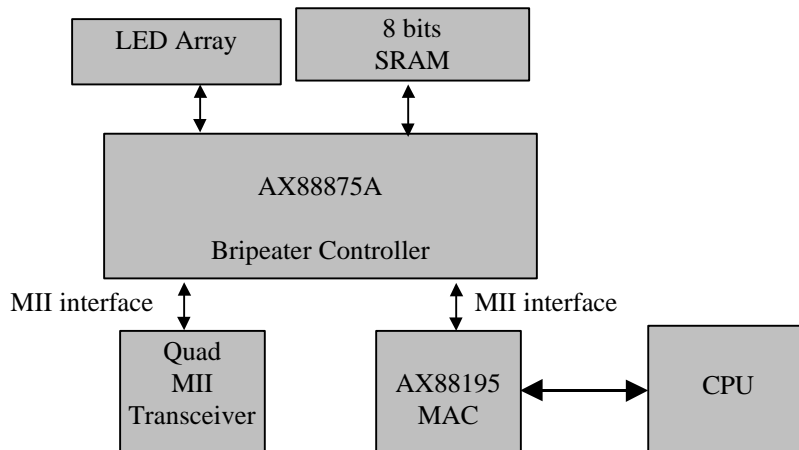 LED Array
8 bits
SRAM
AX88875A
Bripeater Controller
MII interface
MII interface
Quad
MII
Transceiver
AX88195
MAC
CPU